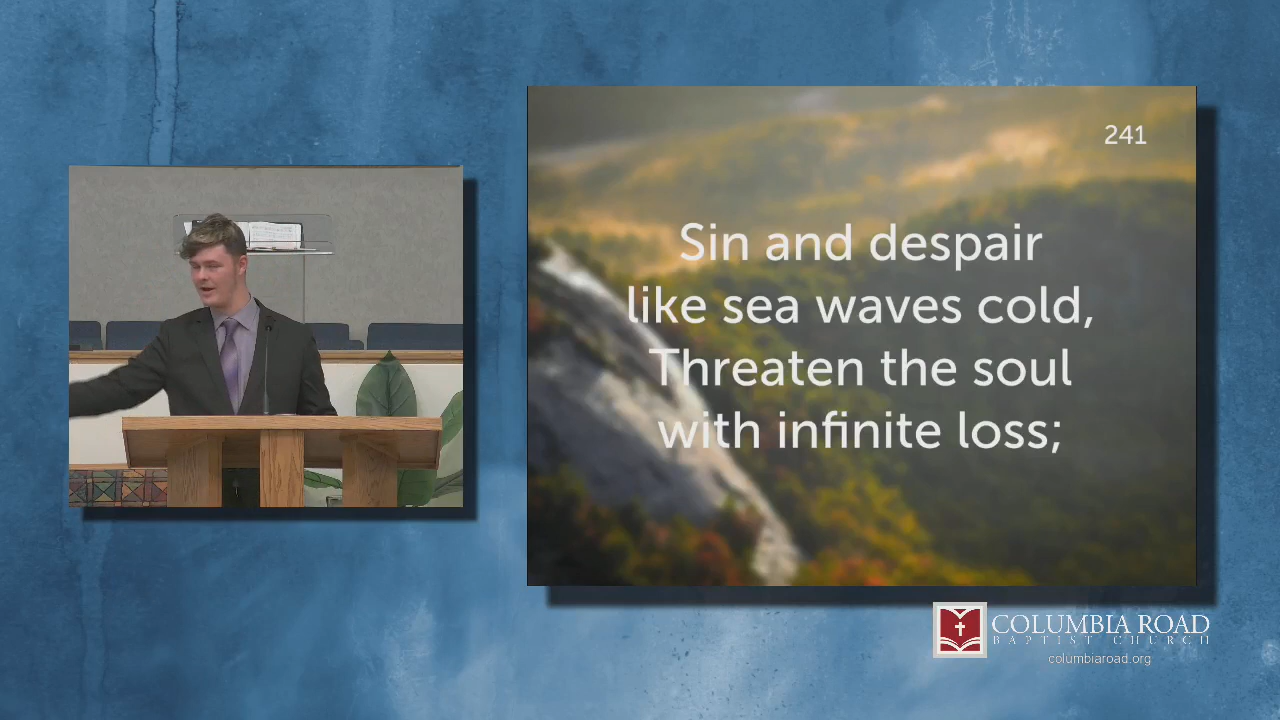 241
Sin and despair
like sea waves cold,
Threaten the soul
with infinite loss;
COLUMBIA ROAD
BAPTIST CHURCH
columbiaroad.org